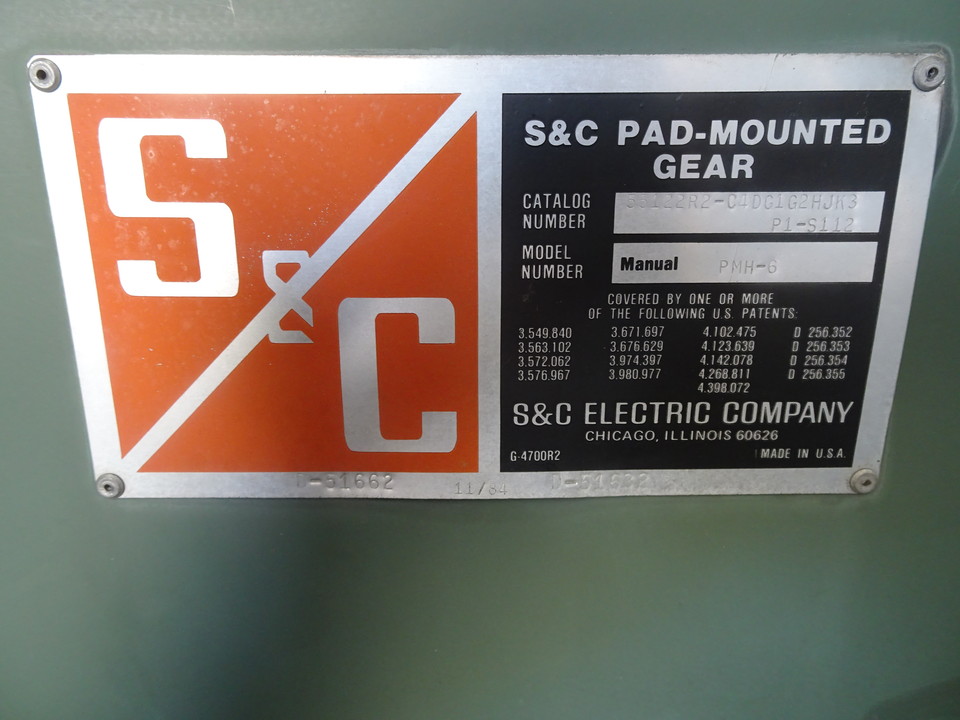 S&C
S&C PAD-MOUNTED
GEAR
CATALOG
NUMBER
P1-S112
MODEL
NUMBER
Manual PMH-6
COVERED BY ONE OR MORE
OF THE FOLLOWING U.S. PATENTS:
3.549.840 3.671.697 4.102.475 D 256.352
3.563.102 3.676.629 4.123.639 D 256.353
3.572.062 3.974.397 4.142.078 D 256.354
3.576.967 3.980.977 4.268.811 D 256.355
4.398.072
S&C ELECTRIC COMPANY
CHICAGO, ILLINOIS 60626
G-4700R2 MADE IN U.S.A.
D-51662